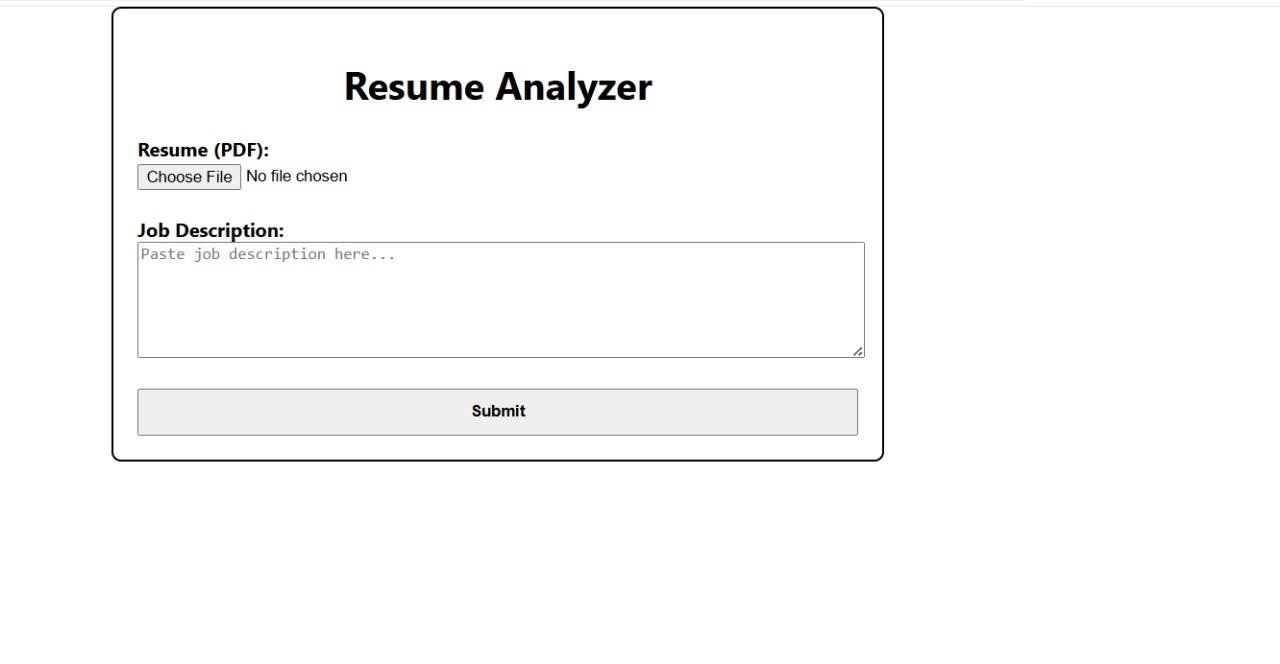 Resume Analyzer
Resume (PDF):
Choose File No file chosen
Job Description:
Paste job description here...
Submit